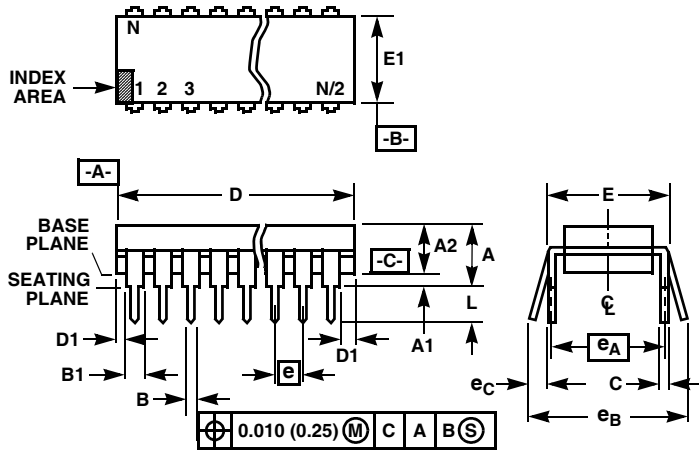 N
E1
INDEX
AREA
1 2 3 N/2
-B-
-A-
D
E
BASE
PLANE
A2
A
-C-
SEATING
PLANE
L
C L
D1
A1
D1
e
eA
B1
eC
C
B
eB
0.010 (0.25) M C A B S